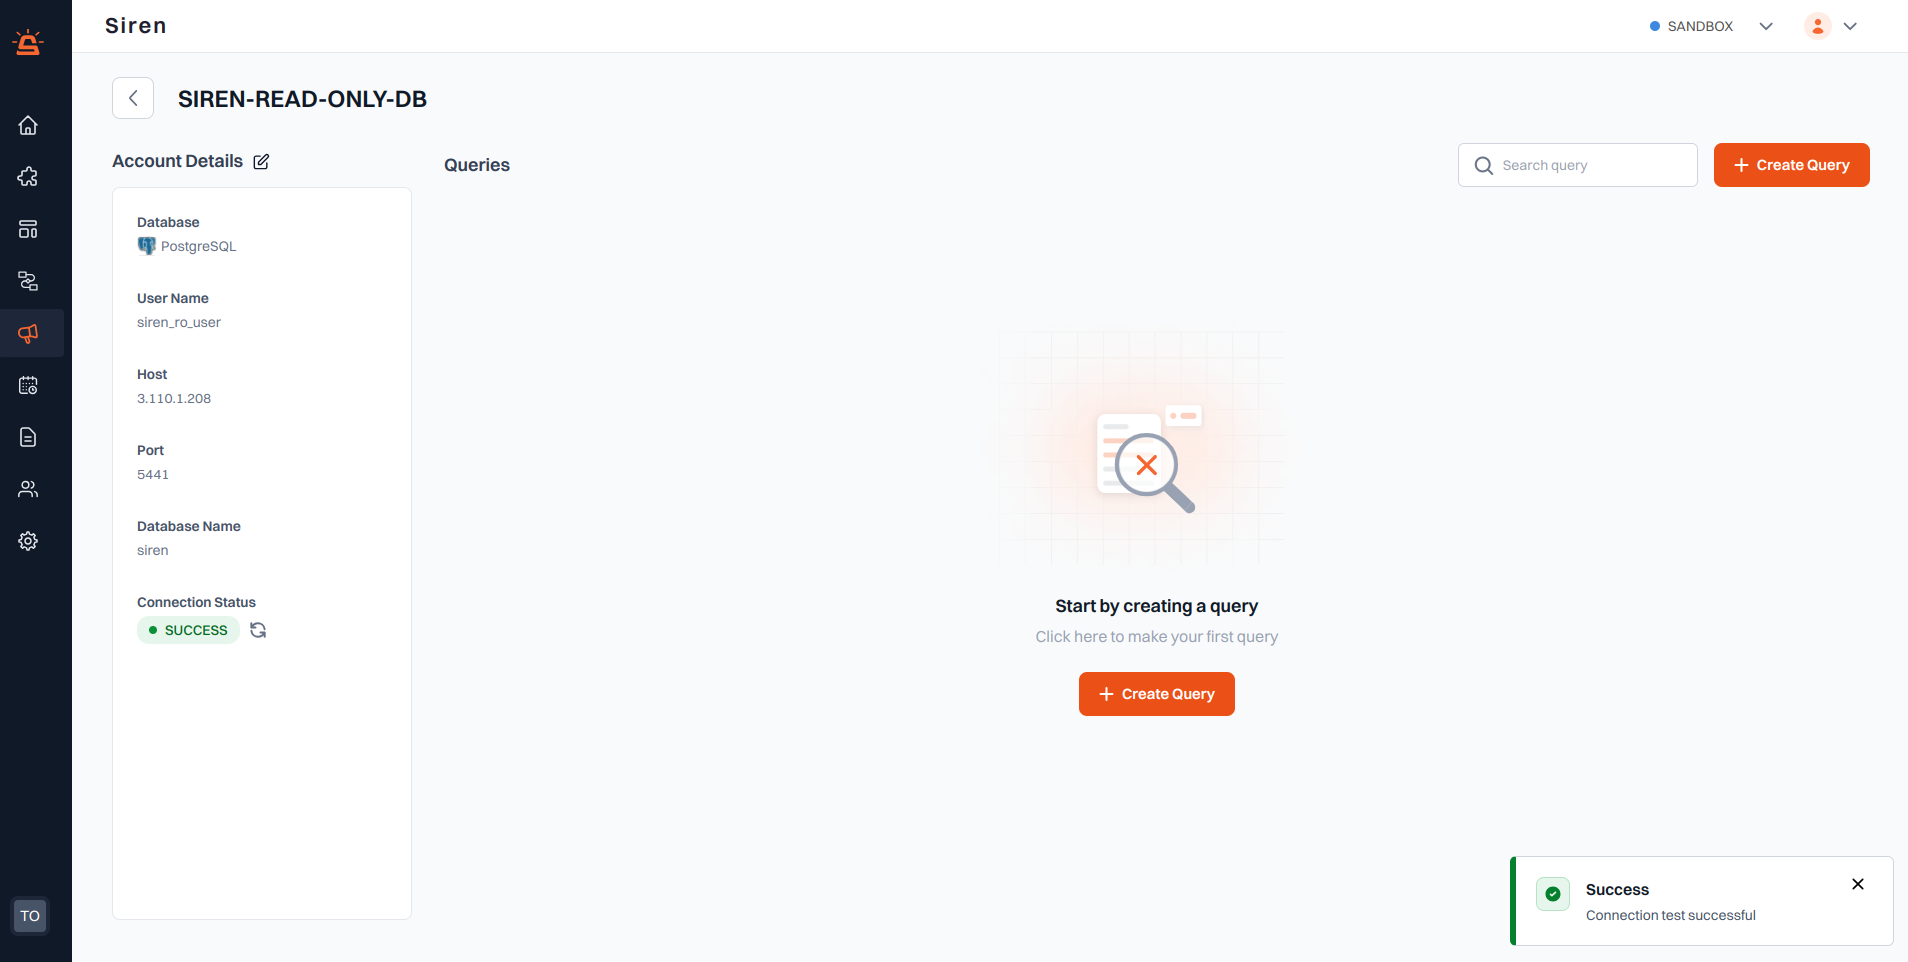 Siren
SANDBOX
SIREN-READ-ONLY-DB
Account Details
Database
PostgreSQL
User Name
siren_ro_user
Host
3.110.1.208
Port
5441
Database Name
siren
Connection Status
SUCCESS
Queries
Search query
Create Query
Start by creating a query
Click here to make your first query
Create Query
Success
Connection test successful
TO